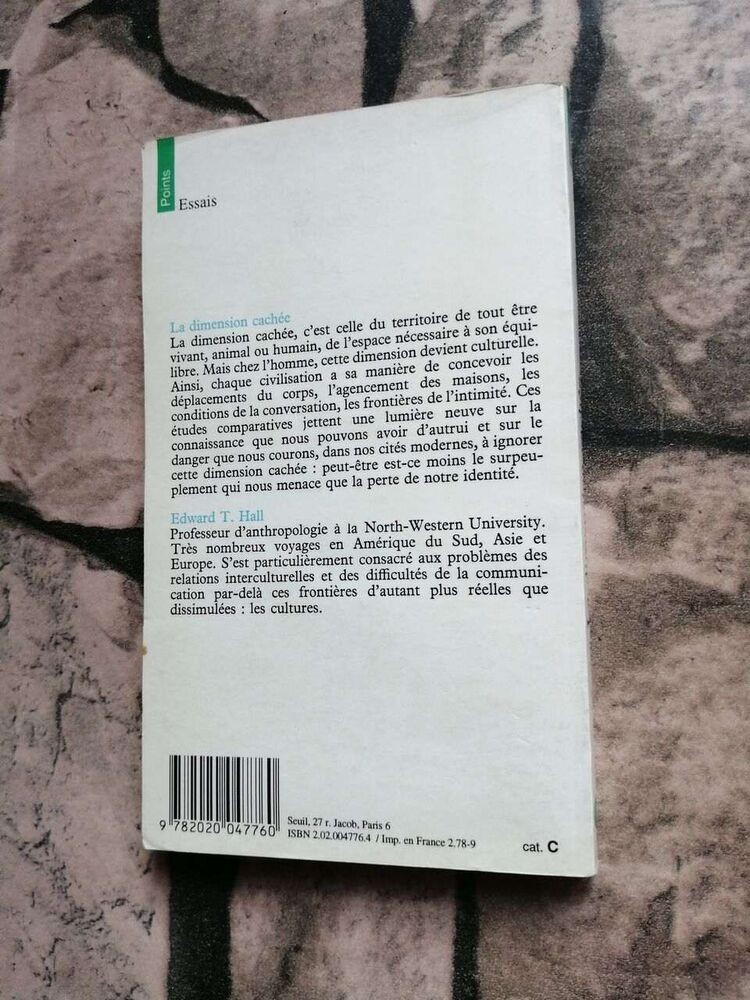 Points
Essais
La dimension cachée
La dimension cachée, c'est celle du territoire de tout être
vivant, animal ou humain, de l'espace nécessaire à son équi-
libre. Mais chez l'homme, cette dimension devient culturelle.
Ainsi, chaque civilisation a sa manière de concevoir les
déplacements du corps, l'agencement des maisons, les
conditions de la conversation, les frontières de l'intimité. Ces
études comparatives jettent une lumière neuve sur la
connaissance que nous pouvons avoir d'autrui et sur le
danger que nous courons, dans nos cités modernes, à ignorer
cette dimension cachée : peut-être est-ce moins le surpeu-
plement qui nous menace que la perte de notre identité.
Edward T. Hall
Professeur d'anthropologie à la North-Western University.
Très nombreux voyages en Amérique du Sud, Asie et
Europe. S'est particulièrement consacré aux problèmes des
relations interculturelles et des difficultés de la communi-
cation par-delà ces frontières d'autant plus réelles que
dissimulées : les cultures.
9 782020 047760
Seuil, 27 r. Jacob, Paris 6
ISBN 2.02.004776.4 / Imp. en France 2.78-9
cat. C